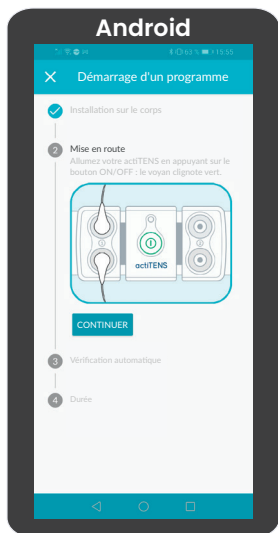 Android
63 % 15:55
Démarrage d'un programme
Installation sur le corps
2 Mise en route
Allumez votre actiTENS en appuyant sur le
bouton ON/OFF : le voyan clignote vert.
actiTENS
CONTINUER
3 Vérification automatique
4 Durée